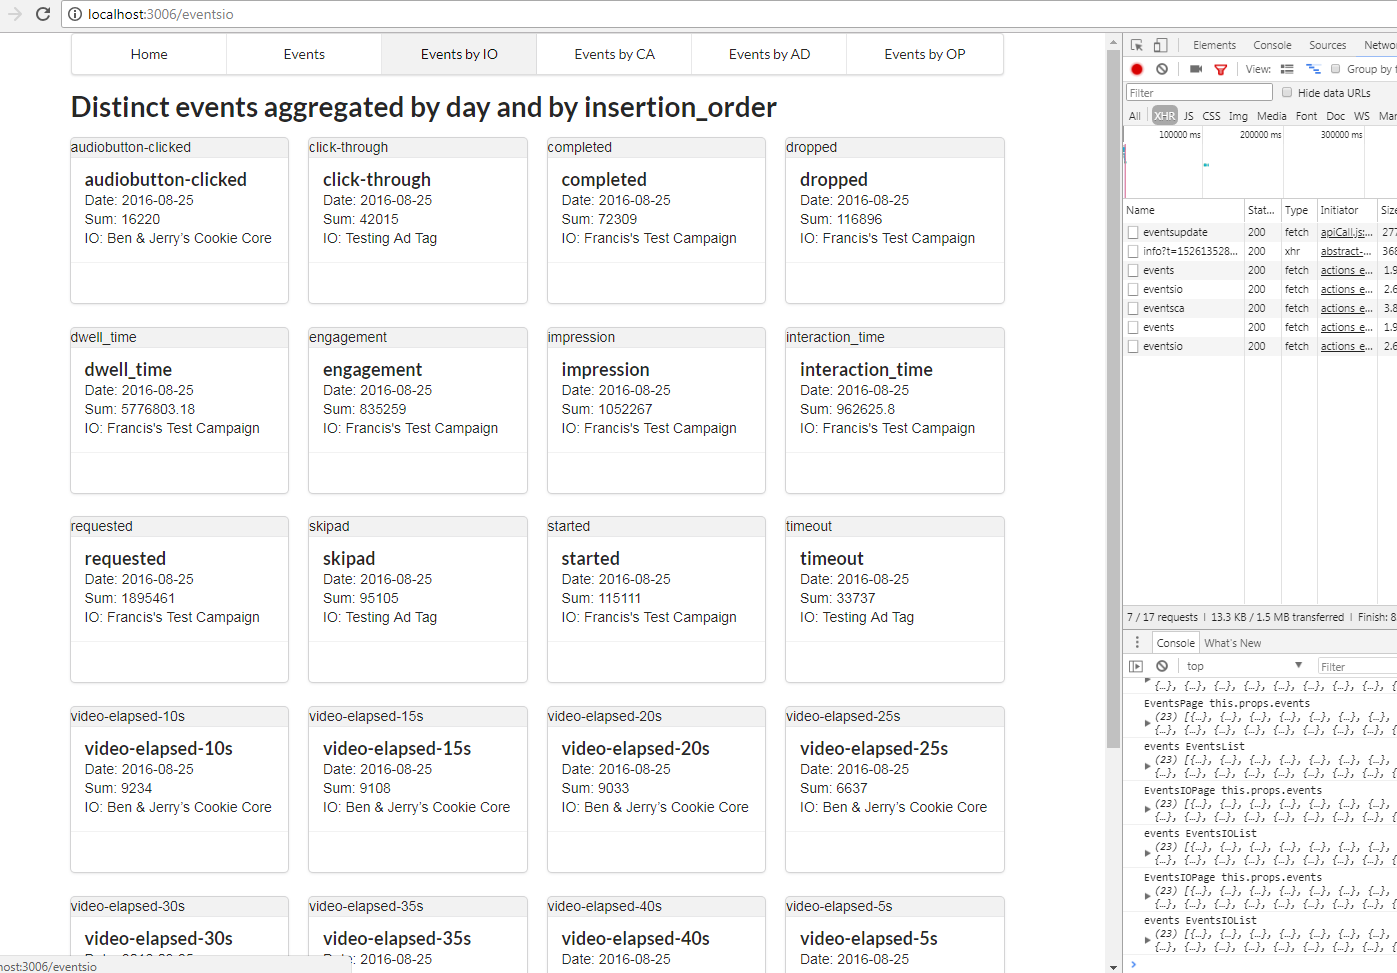 localhost:3006/eventsio
Home Events Events by IO Events by CA Events by AD Events by OP
Distinct events aggregated by day and by insertion_order
audiobutton-clicked
audiobutton-clicked
Date: 2016-08-25
Sum: 16220
IO: Ben & Jerry's Cookie Core
click-through
click-through
Date: 2016-08-25
Sum: 42015
IO: Testing Ad Tag
completed
completed
Date: 2016-08-25
Sum: 72309
IO: Francis's Test Campaign
dropped
dropped
Date: 2016-08-25
Sum: 116896
IO: Francis's Test Campaign
dwell_time
dwell_time
Date: 2016-08-25
Sum: 5776803.18
IO: Francis's Test Campaign
engagement
engagement
Date: 2016-08-25
Sum: 835259
IO: Francis's Test Campaign
impression
impression
Date: 2016-08-25
Sum: 1052267
IO: Francis's Test Campaign
interaction_time
interaction_time
Date: 2016-08-25
Sum: 962625.8
IO: Francis's Test Campaign
requested
requested
Date: 2016-08-25
Sum: 1895461
IO: Francis's Test Campaign
skipad
skipad
Date: 2016-08-25
Sum: 95105
IO: Testing Ad Tag
started
started
Date: 2016-08-25
Sum: 115111
IO: Francis's Test Campaign
timeout
timeout
Date: 2016-08-25
Sum: 33737
IO: Testing Ad Tag
video-elapsed-10s
video-elapsed-10s
Date: 2016-08-25
Sum: 9234
IO: Ben & Jerry's Cookie Core
video-elapsed-15s
video-elapsed-15s
Date: 2016-08-25
Sum: 9108
IO: Ben & Jerry's Cookie Core
video-elapsed-20s
video-elapsed-20s
Date: 2016-08-25
Sum: 9033
IO: Ben & Jerry's Cookie Core
video-elapsed-25s
video-elapsed-25s
Date: 2016-08-25
Sum: 6637
IO: Ben & Jerry's Cookie Core
video-elapsed-30s
video-elapsed-30s
video-elapsed-35s
video-elapsed-35s
Date: 2016-08-25
video-elapsed-40s
video-elapsed-40s
Date: 2016-08-25
video-elapsed-5s
video-elapsed-5s
Date: 2016-08-25
host:3006/eventsio
Elements Console Sources Netwo
View: Group by f
Filter Hide data URLs
All XHR JS CSS Img Media Font Doc WS Man
100000 ms 200000 ms 300000 ms
Name Stat... Type Initiator Size
eventsupdate 200 fetch apiCall.js:... 277
info?t=152613528... 200 xhr abstract-... 368
events 200 fetch actions e... 1.9
eventsio 200 fetch actions e... 2.6
eventsca 200 fetch actions e... 3.8
events 200 fetch actions e... 1.9
eventsio 200 fetch actions e... 2.6
7 / 17 requests | 13.3 KB / 1.5 MB transferred | Finish: 8
Console What's New
top Filter
{…}, {…}, {…}, {…}, {…}, {…}, {…}, {…},
EventsPage this.props.events
(23) [{…}, {…}, {…}, {…}, {…}, {…}, {…},
{…}, {…}, {…}, {…}, {…}, {…}, {…}, {…},
events EventsList
(23) [{…}, {…}, {…}, {…}, {…}, {…}, {…},
{…}, {…}, {…}, {…}, {…}, {…}, {…}, {…},
EventsIOPage this.props.events
(23) [{…}, {…}, {…}, {…}, {…}, {…}, {…},
{…}, {…}, {…}, {…}, {…}, {…}, {…}, {…},
events EventsIOList
(23) [{…}, {…}, {…}, {…}, {…}, {…}, {…},
{…}, {…}, {…}, {…}, {…}, {…}, {…}, {…},
EventsIOPage this.props.events
(23) [{…}, {…}, {…}, {…}, {…}, {…}, {…},
{…}, {…}, {…}, {…}, {…}, {…}, {…}, {…},
events EventsIOList
(23) [{…}, {…}, {…}, {…}, {…}, {…}, {…},
{…}, {…}, {…}, {…}, {…}, {…}, {…}, {…},